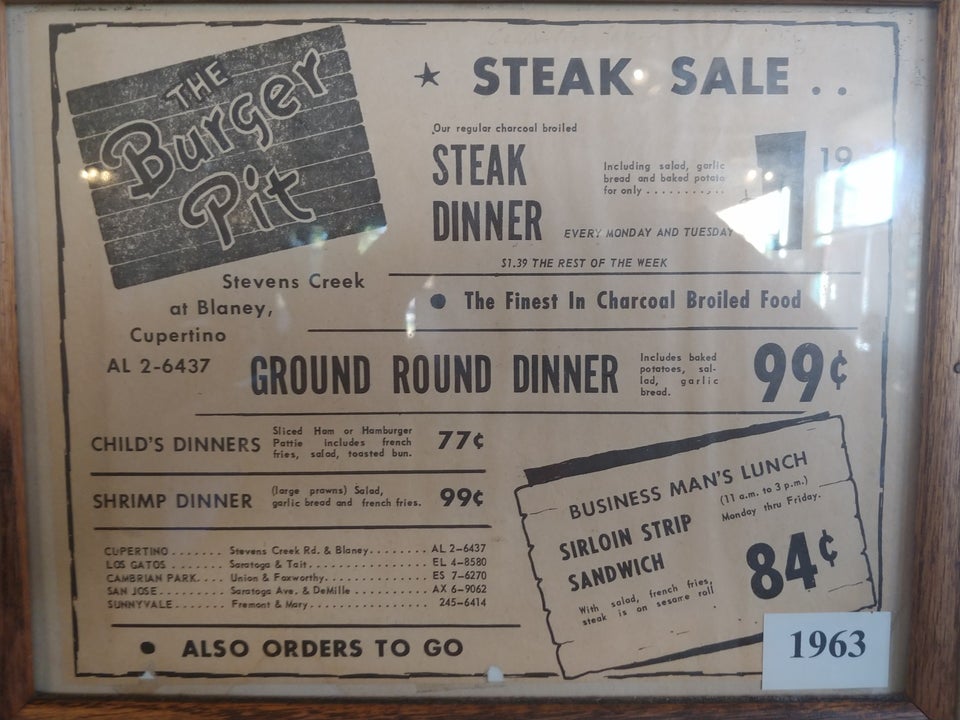 THE
Burger
Pit
Stevens Creek
at Blaney,
Cupertino
AL 2-6437
★ STEAK SALE . .
Our regular charcoal broiled
STEAK
DINNER
Including salad, garlic
bread and baked potato
for only ..........
1 19
EVERY MONDAY AND TUESDAY
$1.39 THE REST OF THE WEEK
● The Finest In Charcoal Broiled Food
GROUND ROUND DINNER
Includes baked
potatoes, sal-
lad, garlic
bread.
99¢
CHILD'S DINNERS
Sliced Ham or Hamburger
Pattie includes french
fries, salad, toasted bun.
77¢
SHRIMP DINNER
(large prawns) Salad,
garlic bread and french fries.
99¢
CUPERTINO ....... Stevens Creek Rd. & Blaney........ AL 2-6437
LOS GATOS ....... Saratoga & Tait................. EL 4-8580
CAMBRIAN PARK.... Union & Foxworthy............... ES 7-6270
SAN JOSE......... Saratoga Ave. & DeMille ........... AX 6-9062
SUNNYVALE........ Fremont & Mary.................. 245-6414
● ALSO ORDERS TO GO
BUSINESS MAN'S LUNCH
(11 a.m. to 3 p.m.)
Monday thru Friday.
SIRLOIN STRIP
SANDWICH
With salad, french fries,
steak is on sesame roll
84¢
1963